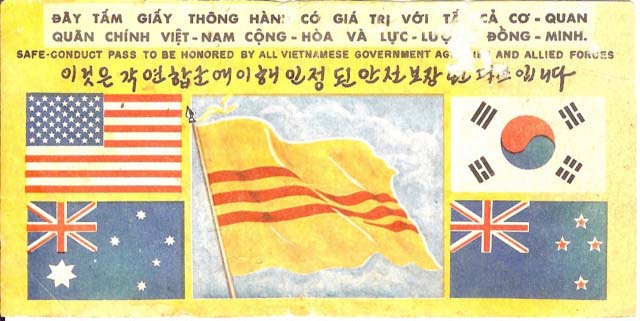 ĐÂY TẤM GIẤY THÔNG HÀNH CÓ GIÁ TRỊ VỚI CẢ CƠ - QUAN
QUÂN CHÍNH VIỆT - NAM CỘNG - HÒA VÀ LỰC - ĐỒNG - MINH.
SAFE-CONDUCT PASS TO BE HONORED BY ALL VIETNAMESE GOVERNMENT AND ALLIED FORCES
이것은 각 연합군에 의해 인정 된 안전 보장 입니다